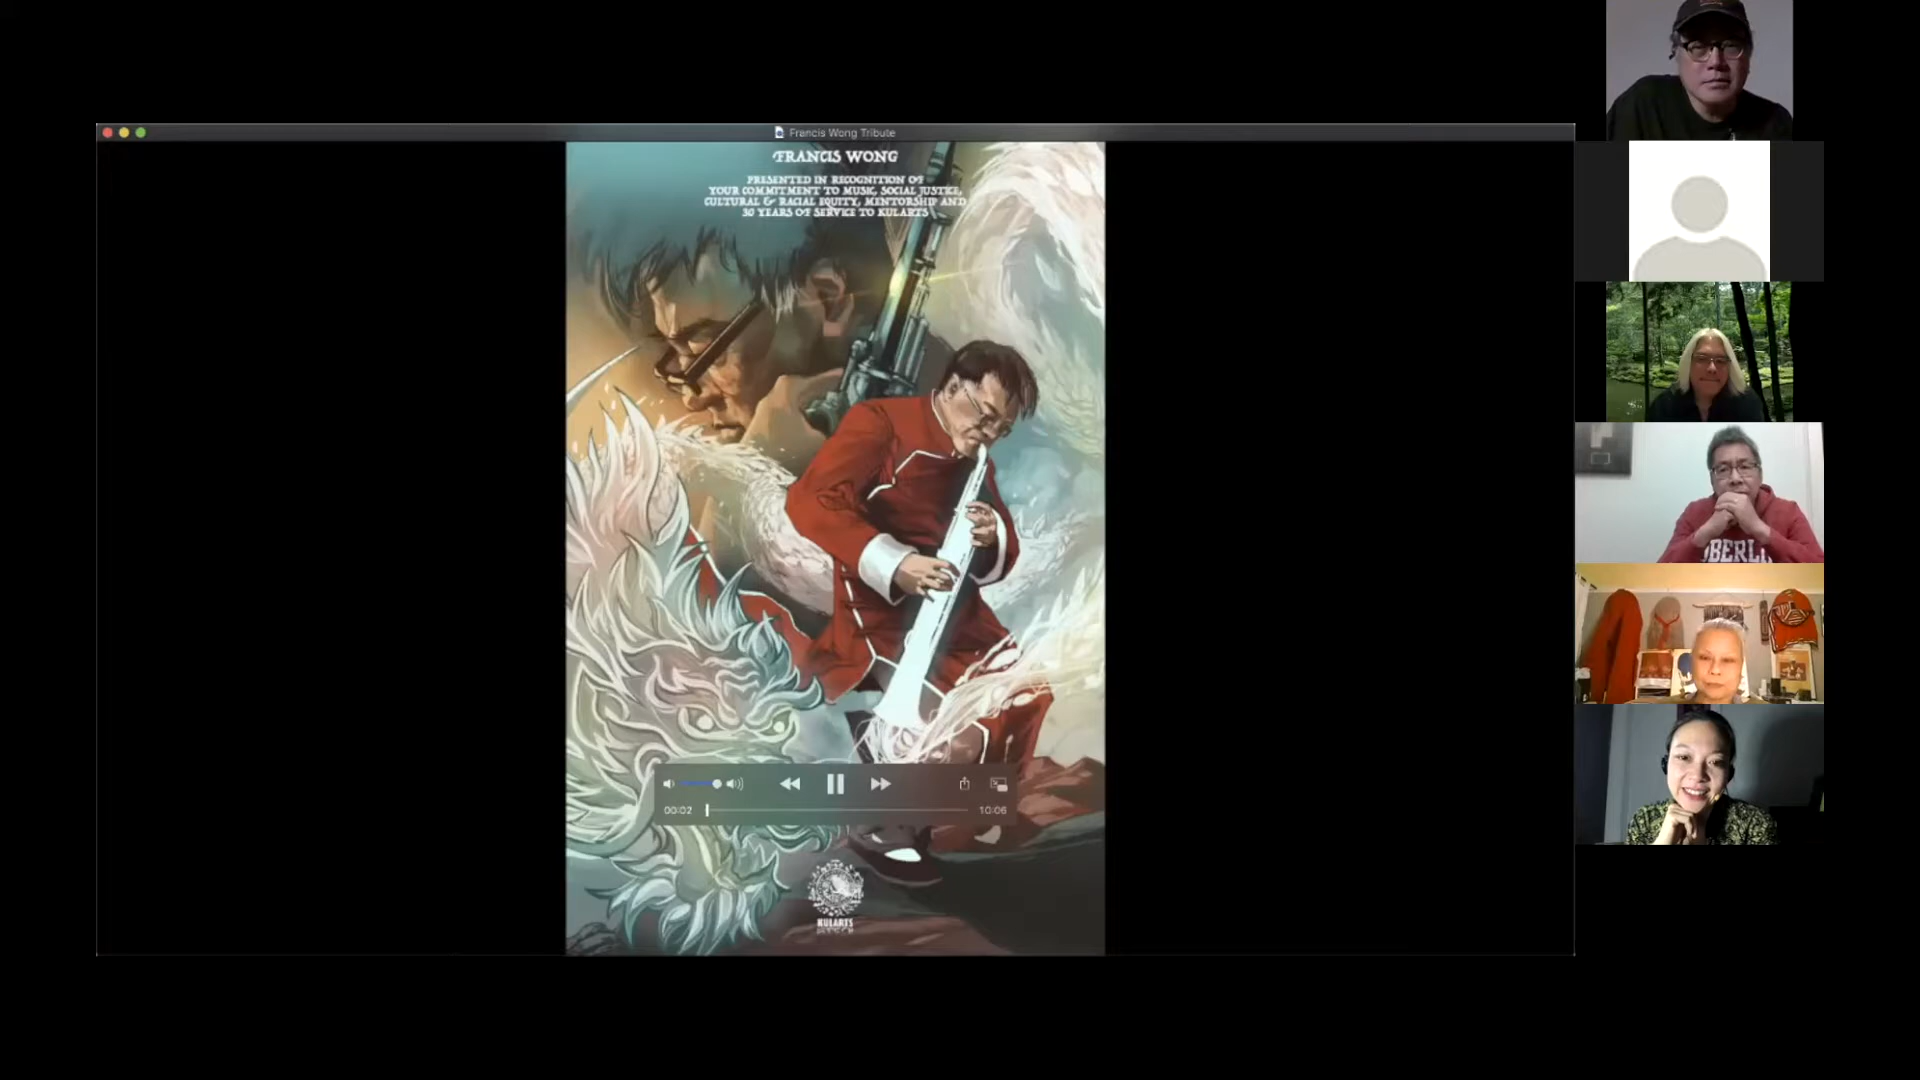 Francis Wong Tribute
FRANCIS WONG
PRESENTED IN RECOGNITION OF
YOUR COMMITMENT TO MUSIC, SOCIAL JUSTICE,
CULTURAL & RACIAL EQUITY, MENTORSHIP AND
30 YEARS OF SERVICE TO KULARTS
00:02
10:06
KULARTS
OBERLI